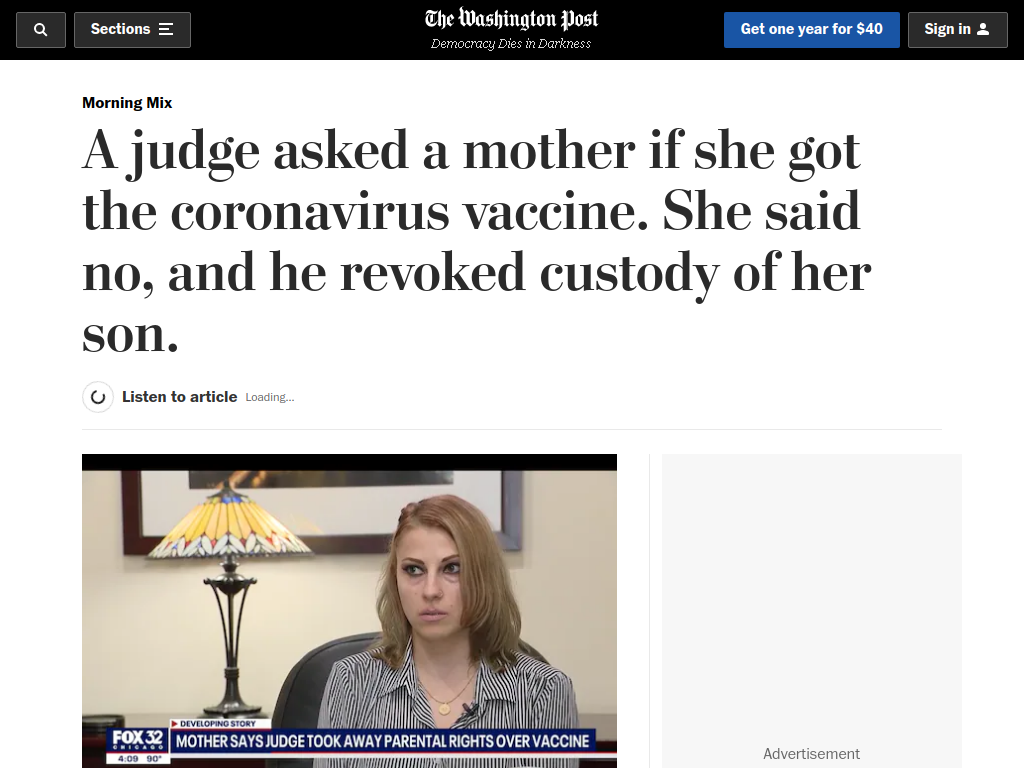 Sections
The Washington Post
Democracy Dies in Darkness
Get one year for $40
Sign in
Morning Mix
A judge asked a mother if she got
the coronavirus vaccine. She said
no, and he revoked custody of her
son.
Listen to article Loading...
DEVELOPING STORY
FOX 32
CHICAGO
MOTHER SAYS JUDGE TOOK AWAY PARENTAL RIGHTS OVER VACCINE
4:09 90°
Advertisement